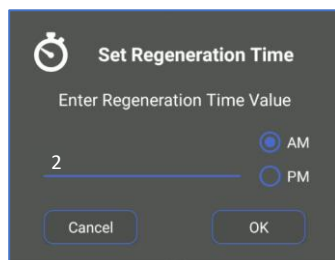 Set Regeneration Time
Enter Regeneration Time Value
AM
2
PM
Cancel
OK